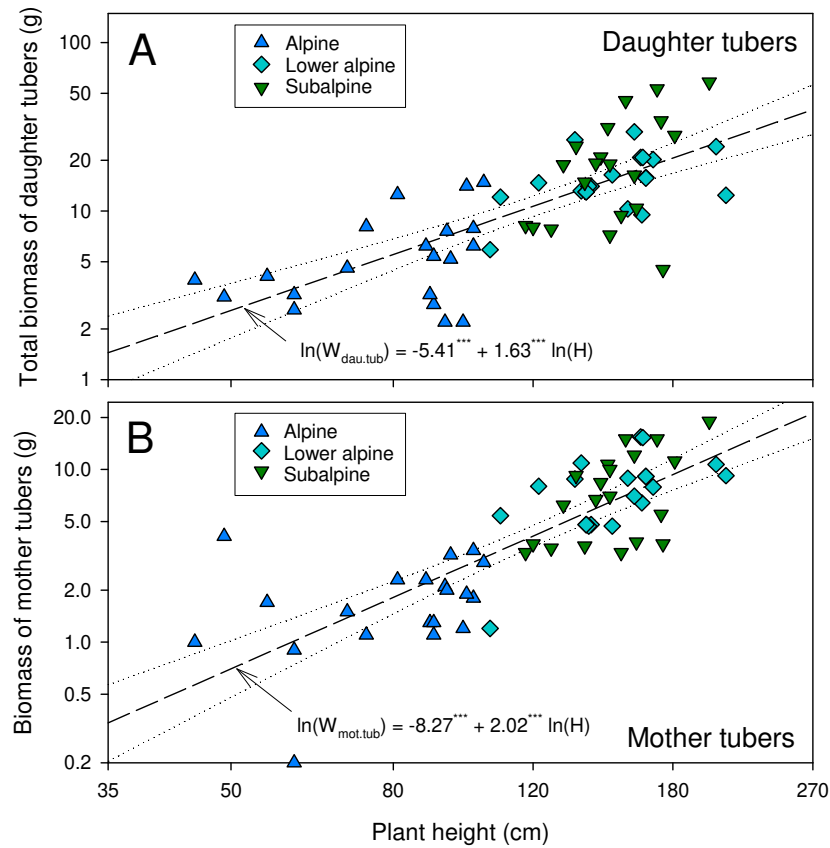 A
Daughter tubers
Alpine
Lower alpine
Subalpine
Total biomass of daughter tubers (g)
100
50
20
10
5
2
1
ln(W_dau.tub) = -5.41*** + 1.63*** ln(H)
B
Alpine
Lower alpine
Subalpine
Biomass of mother tubers (g)
20.0
10.0
5.0
2.0
1.0
0.5
0.2
ln(W_mot.tub) = -8.27*** + 2.02*** ln(H)
Mother tubers
35 50 80 120 180 270
Plant height (cm)